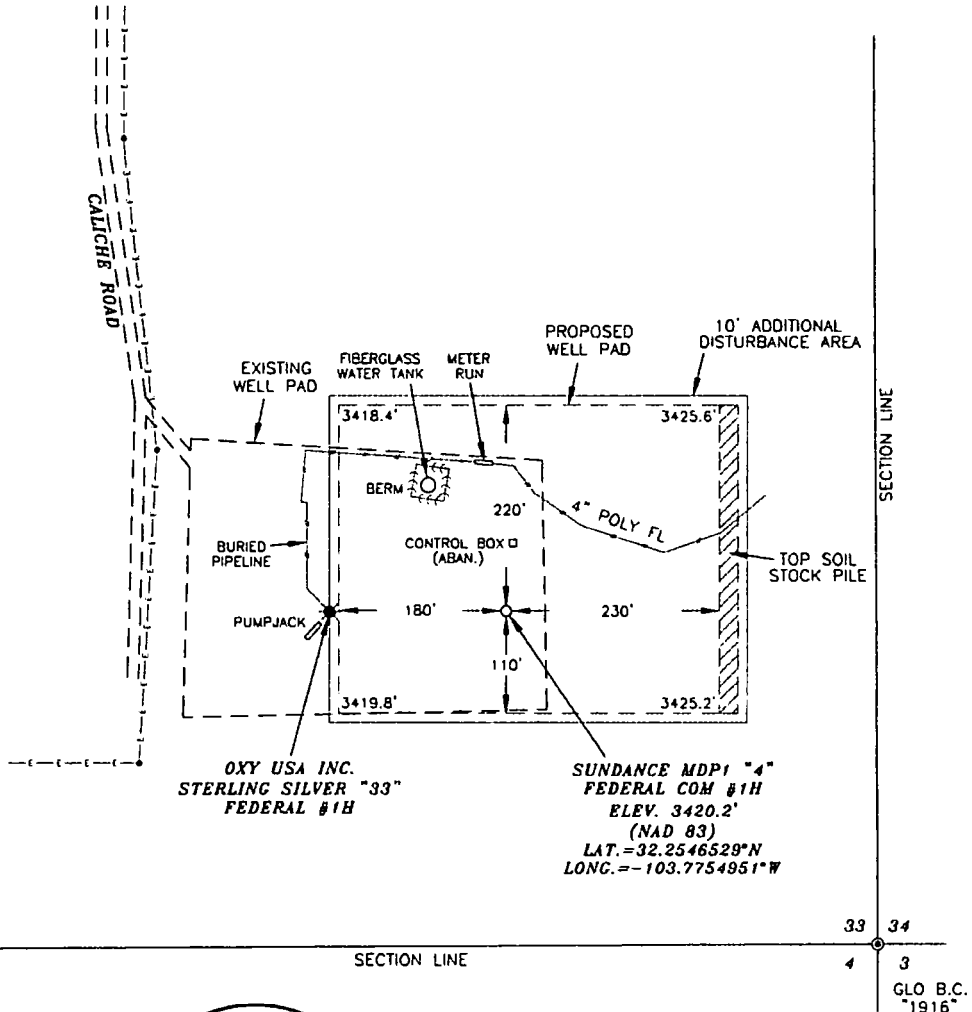 CALICHE ROAD
EXISTING
WELL PAD
FIBERGLASS
WATER TANK
METER
RUN
PROPOSED
WELL PAD
10' ADDITIONAL
DISTURBANCE AREA
SECTION LINE
3418.4'
3425.6'
BERM
220'
4" POLY FL
CONTROL BOX
(ABAN.)
BURIED
PIPELINE
TOP SOIL
STOCK PILE
PUMPJACK
180'
230'
110'
3419.8'
3425.2'
OXY USA INC.
STERLING SILVER "33"
FEDERAL #1H
SUNDANCE MDP1 "4"
FEDERAL COM #1H
ELEV. 3420.2'
(NAD 83)
LAT.=32.2546529°N
LONG.=-103.7754951°W
33 34
SECTION LINE
4 3
GLO B.C.
"1916"